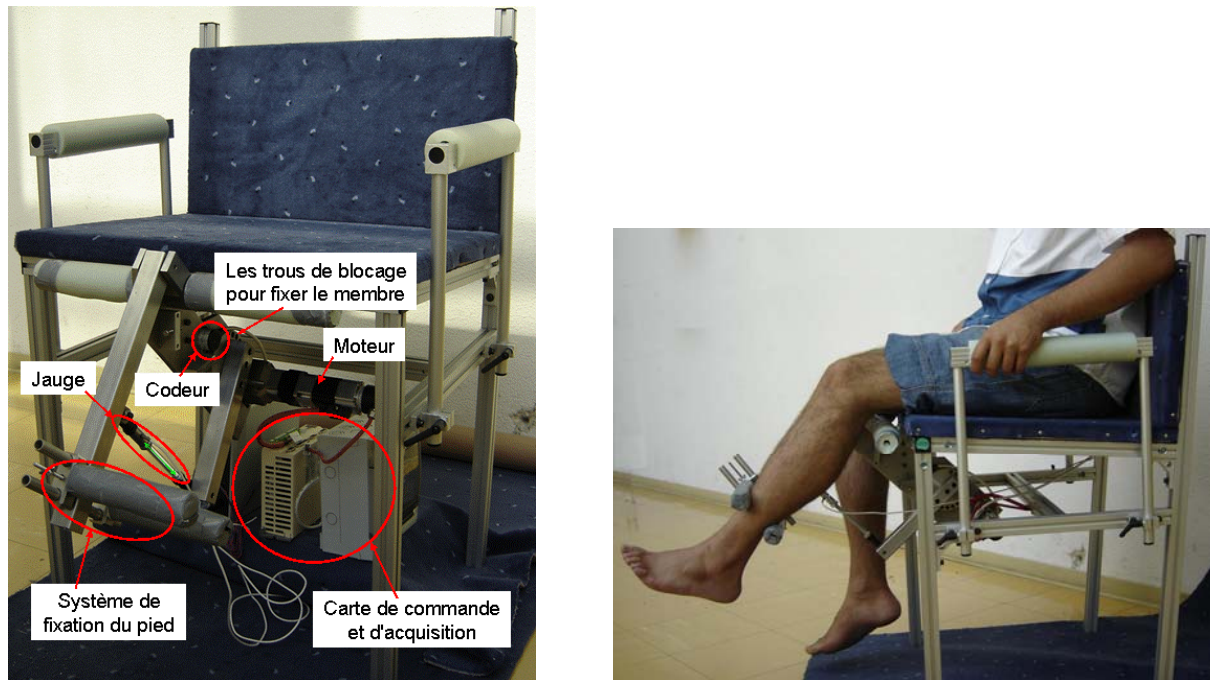 Les trous de blocage
pour fixer le membre
Moteur
Jauge
Codeur
Système de
fixation du pied
Carte de commande
et d'acquisition